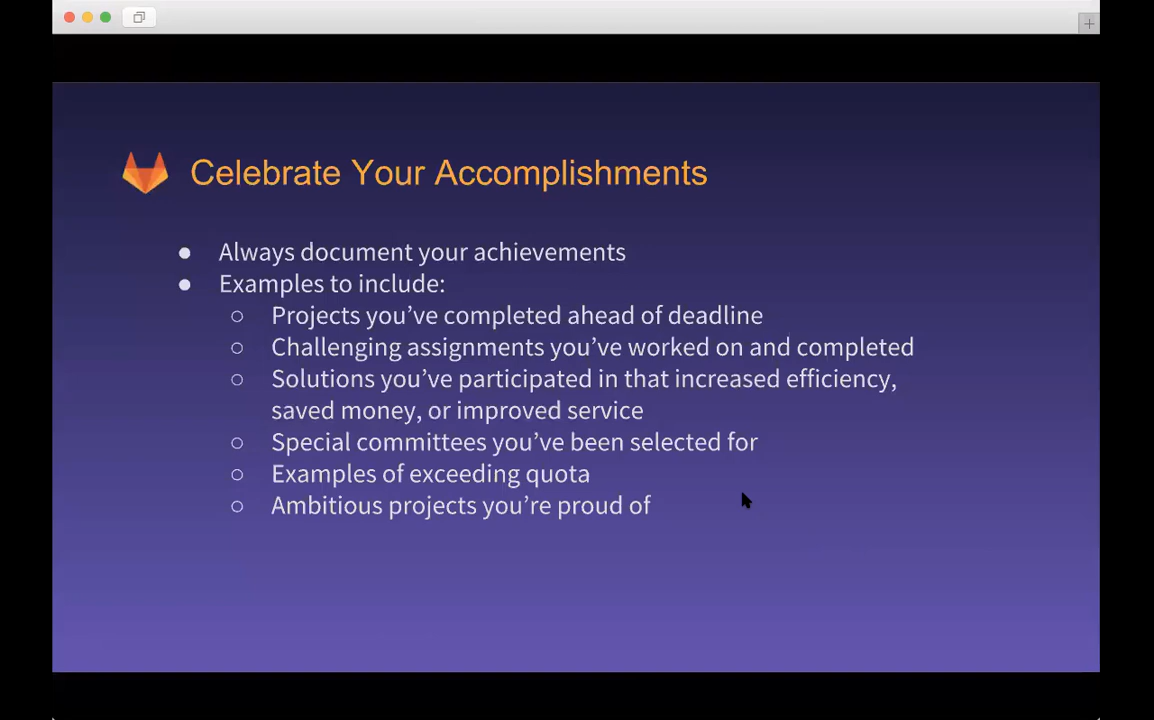 Celebrate Your Accomplishments
● Always document your achievements
● Examples to include:
○ Projects you’ve completed ahead of deadline
○ Challenging assignments you’ve worked on and completed
○ Solutions you’ve participated in that increased efficiency,
saved money, or improved service
○ Special committees you’ve been selected for
○ Examples of exceeding quota
○ Ambitious projects you’re proud of